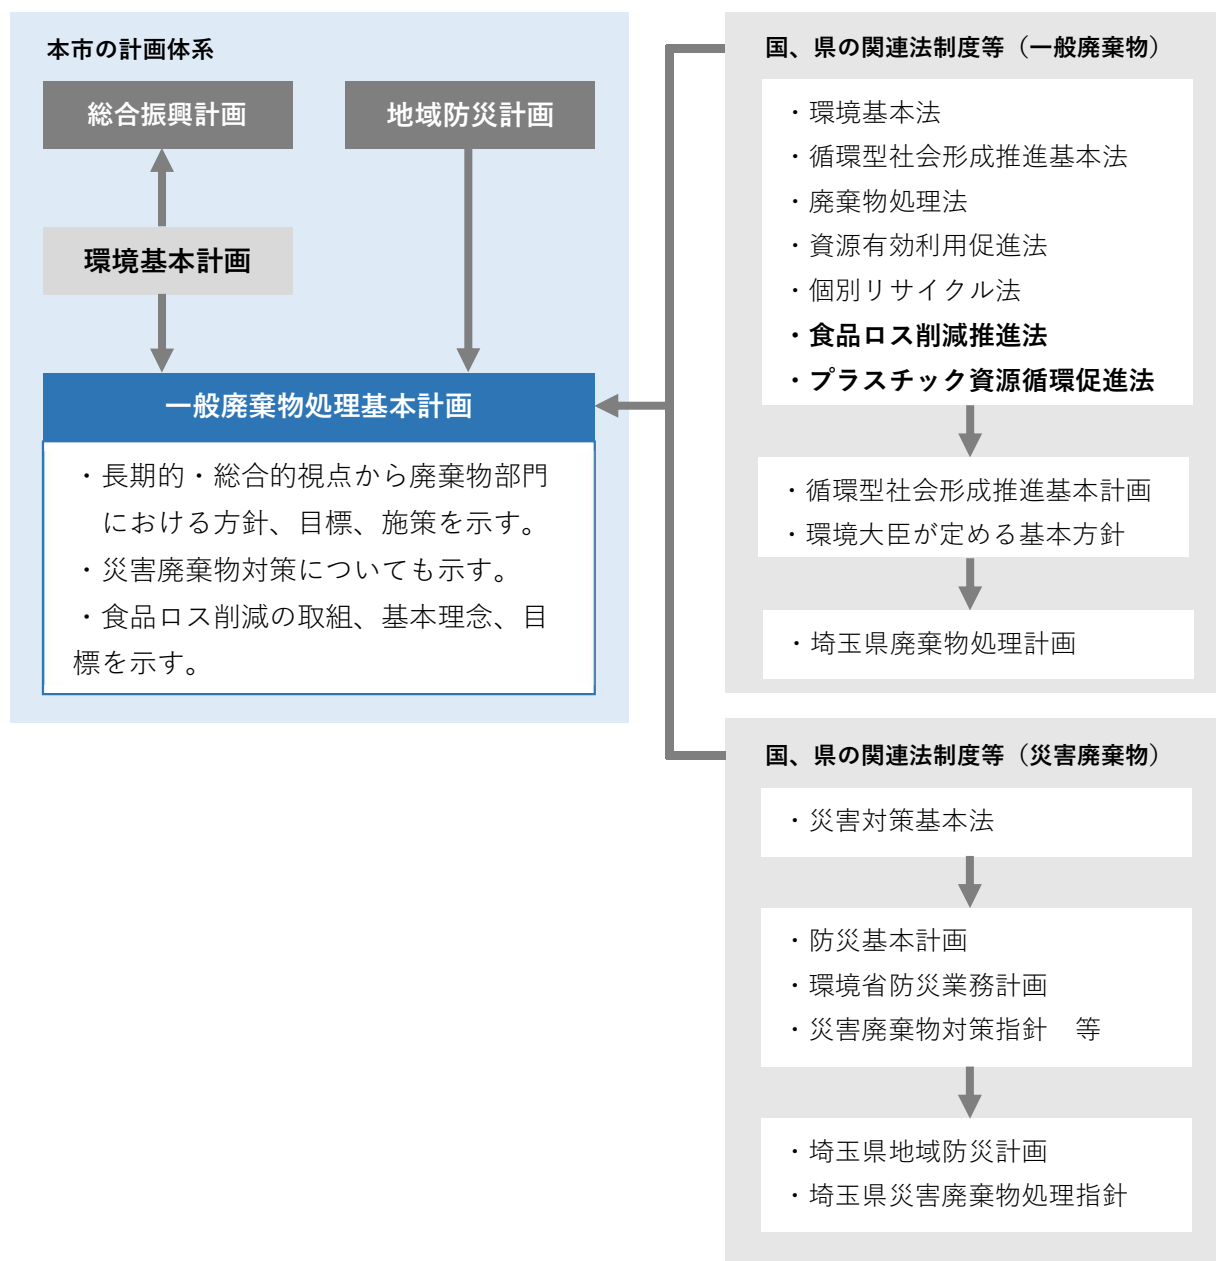 本市の計画体系
総合振興計画
地域防災計画
環境基本計画
一般廃棄物処理基本計画
・長期的・総合的視点から廃棄物部門
における方針、目標、施策を示す。
・災害廃棄物対策についても示す。
・食品ロス削減の取組、基本理念、目
標を示す。
国、県の関連法制度等（一般廃棄物）
・環境基本法
・循環型社会形成推進基本法
・廃棄物処理法
・資源有効利用促進法
・個別リサイクル法
・食品ロス削減推進法
・プラスチック資源循環促進法
・循環型社会形成推進基本計画
・環境大臣が定める基本方針
・埼玉県廃棄物処理計画
国、県の関連法制度等（災害廃棄物）
・災害対策基本法
・防災基本計画
・環境省防災業務計画
・災害廃棄物対策指針　等
・埼玉県地域防災計画
・埼玉県災害廃棄物処理指針